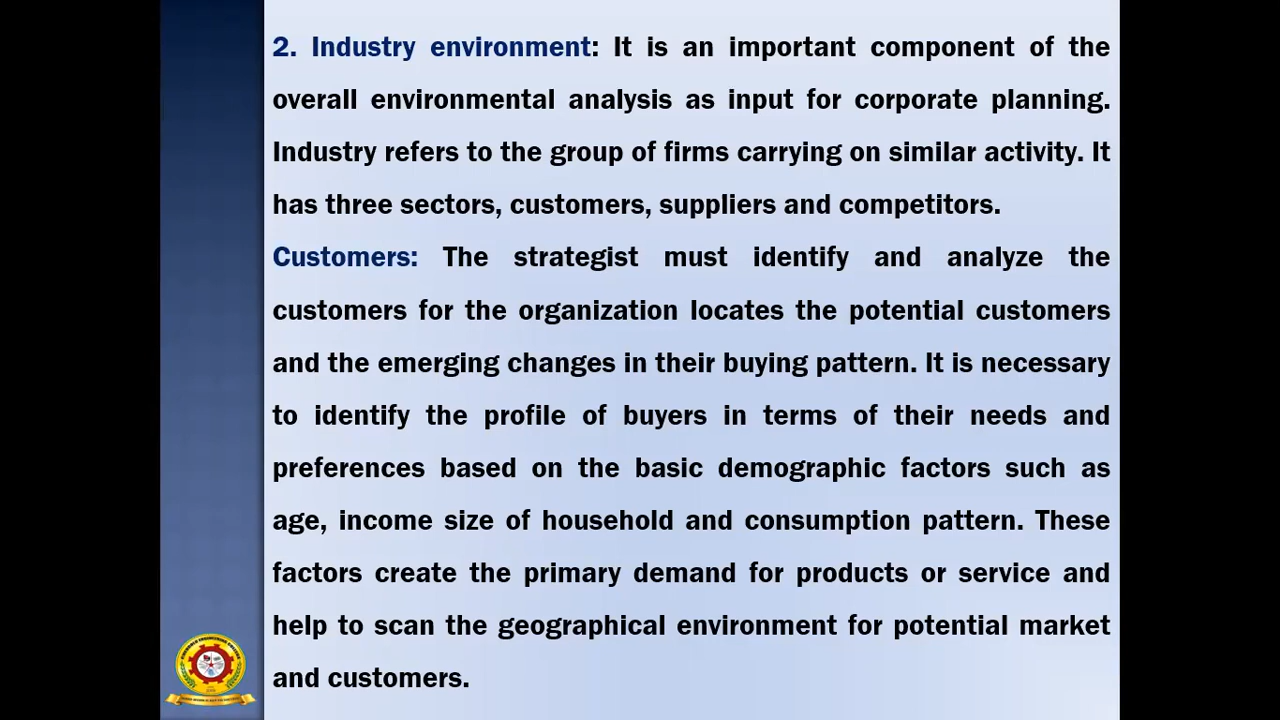 2. Industry environment: It is an important component of the
overall environmental analysis as input for corporate planning.
Industry refers to the group of firms carrying on similar activity. It
has three sectors, customers, suppliers and competitors.
Customers: The strategist must identify and analyze the
customers for the organization locates the potential customers
and the emerging changes in their buying pattern. It is necessary
to identify the profile of buyers in terms of their needs and
preferences based on the basic demographic factors such as
age, income size of household and consumption pattern. These
factors create the primary demand for products or service and
help to scan the geographical environment for potential market
and customers.